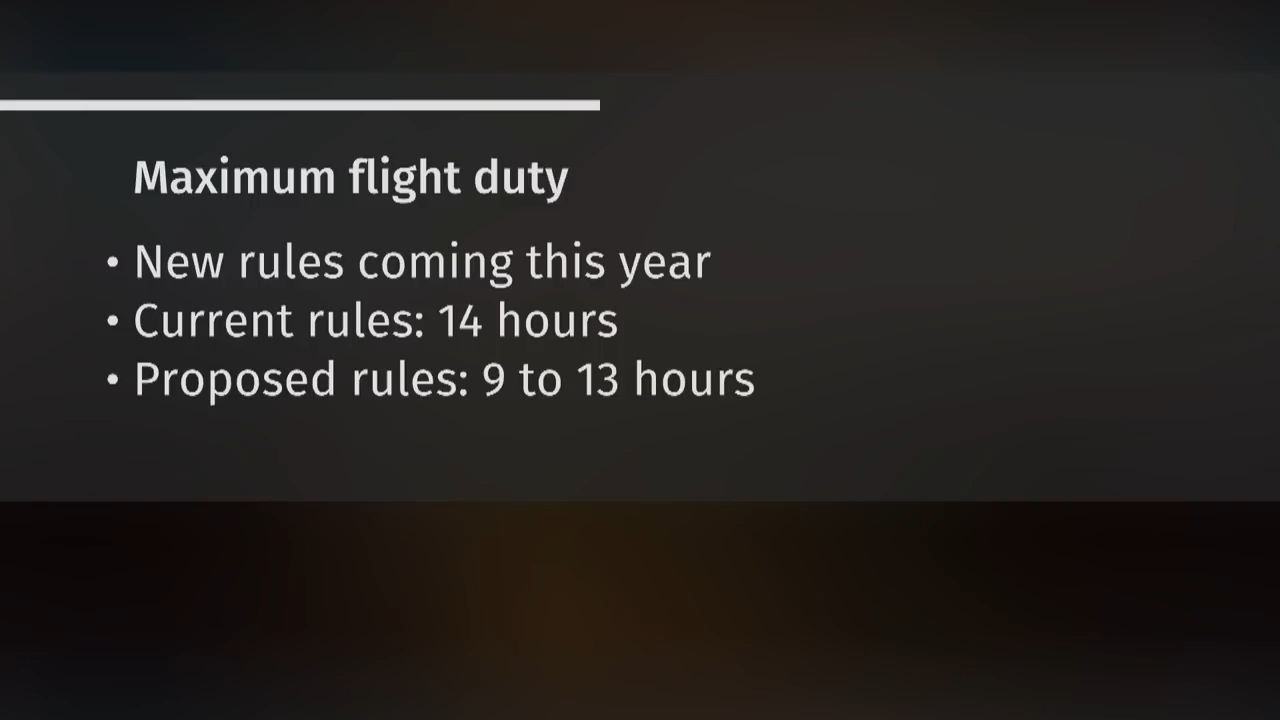 Maximum flight duty
• New rules coming this year
• Current rules: 14 hours
• Proposed rules: 9 to 13 hours